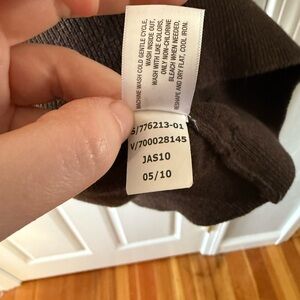 MACHINE WASH COLD GENTLE CYCLE,
WASH INSIDE OUT,
WASH WITH LIKE COLORS,
ONLY NON-CHLORINE
BLEACH WHEN NEEDED,
RESHAPE AND DRY FLAT, COOL IRON.
S/776213-01
V/700028145
JAS10
05/10